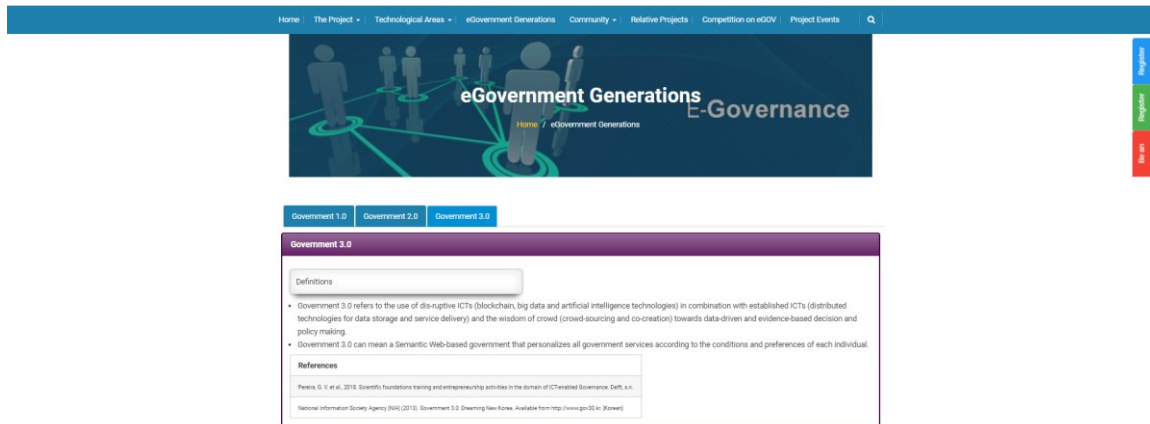 Home The Project Technological Areas eGovernment Generations Community Relative Projects Competition on eGOV Project Events
Register
Register
Be an
eGovernment Generations
E-Governance
Home / eGovernment Generations
Government 1.0 Government 2.0 Government 3.0
Government 3.0
Definitions
• Government 3.0 refers to the use of dis-ruptive ICTs (blockchain, big data and artificial intelligence technologies) in combination with established ICTs (distributed
technologies for data storage and service delivery) and the wisdom of crowd (crowd-sourcing and co-creation) towards data-driven and evidence-based decision and
policy making.
• Government 3.0 can mean a Semantic Web-based government that personalizes all government services according to the conditions and preferences of each individual.
References
Pereira, G. V. et al., 2018. Scientific foundations training and entrepreneurship activities in the domain of ICT-enabled Governance. Delft, s.n.
National Information Society Agency [NIA] (2013). Government 3.0: Dreaming New Korea. Available from http://www.gov30.kr. [Korean]